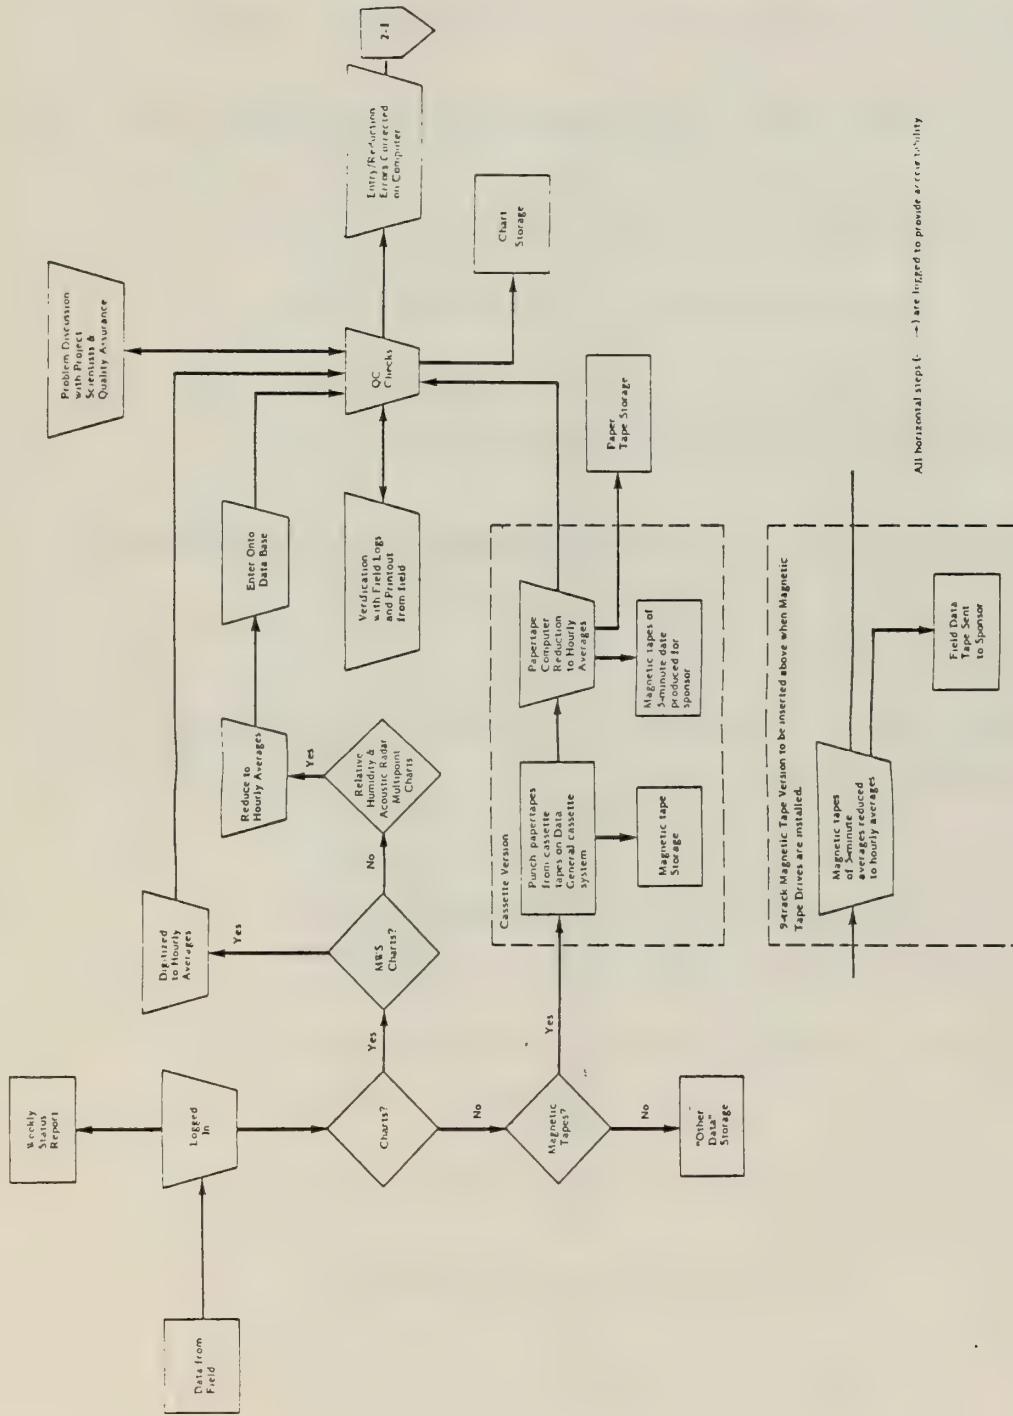 Data from
Field
Weekly
Status
Report
Logged
In
Charts?
Yes
No
MWS
Charts?
Yes
No
Digitized
to Hourly
Averages
Relative
Humidity &
Acoustic Radar
Multipoint
Charts
Yes
Reduce to
Hourly Averages
Enter Onto
Data Base
Problem Discussion
with Project
Scientists &
Quality Assurance
Verification
with Field Logs
and Printout
from field
QC
Checks
Entry/Reduction
Errors Corrected
on Computer
2-1
Chart
Storage
Magnetic
Tapes?
Yes
No
"Other
Data"
Storage
Cassette Version
Punch papertapes
from cassette
tapes on Data
General cassette
system
Magnetic tape
Storage
Papertape
Computer
Reduction
to Hourly
Averages
Magnetic tapes of
5-minute date
produced for
sponsor
Paper
Tape Storage
9-track Magnetic Tape Version to be inserted above when Magnetic
Tape Drives are installed.
Magnetic tapes
of 5-minute
averages reduced
to hourly averages
Field Data
Tape Sent
to Sponsor
All horizontal steps (- →) are logged to provide accountability